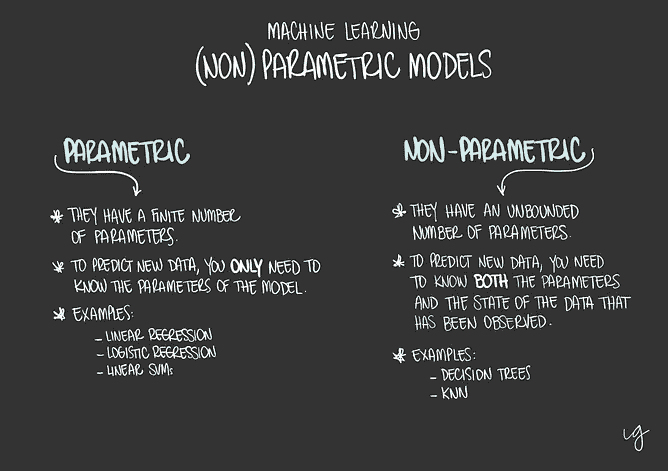 MACHINE LEARNING
(NON) PARAMETRIC MODELS
PARAMETRIC
* THEY HAVE A FINITE NUMBER
OF PARAMETERS.
* TO PREDICT NEW DATA, YOU ONLY NEED TO
KNOW THE PARAMETERS OF THE MODEL.
* EXAMPLES:
- LINEAR REGRESSION
- LOGISTIC REGRESSION
- LINEAR SVMs
NON-PARAMETRIC
* THEY HAVE AN UNBOUNDED
NUMBER OF PARAMETERS.
* TO PREDICT NEW DATA, YOU NEED
TO KNOW BOTH THE PARAMETERS
AND THE STATE OF THE DATA THAT
HAS BEEN OBSERVED.
* EXAMPLES:
- DECISION TREES
- KNN
ig